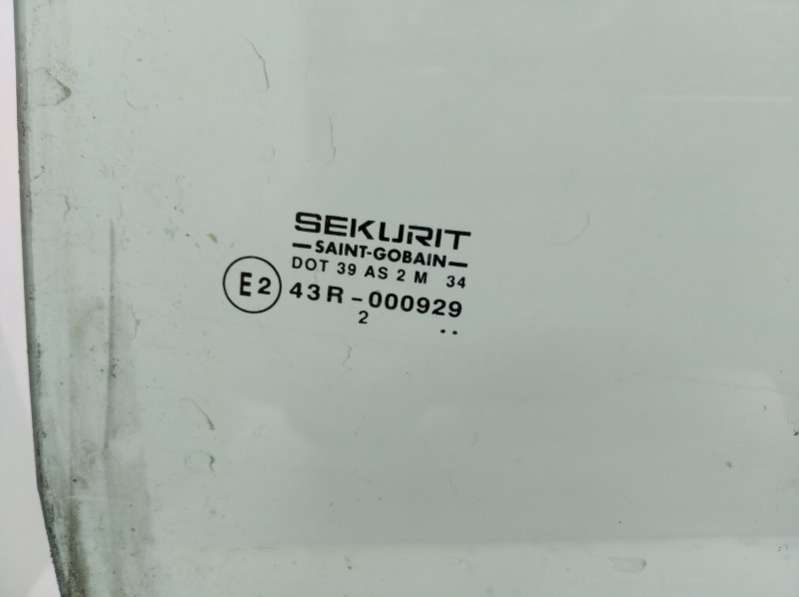 SEKURIT
SAINT-GOBAIN
DOT 39 AS 2 M 34
E2 43R-000929
2 ..